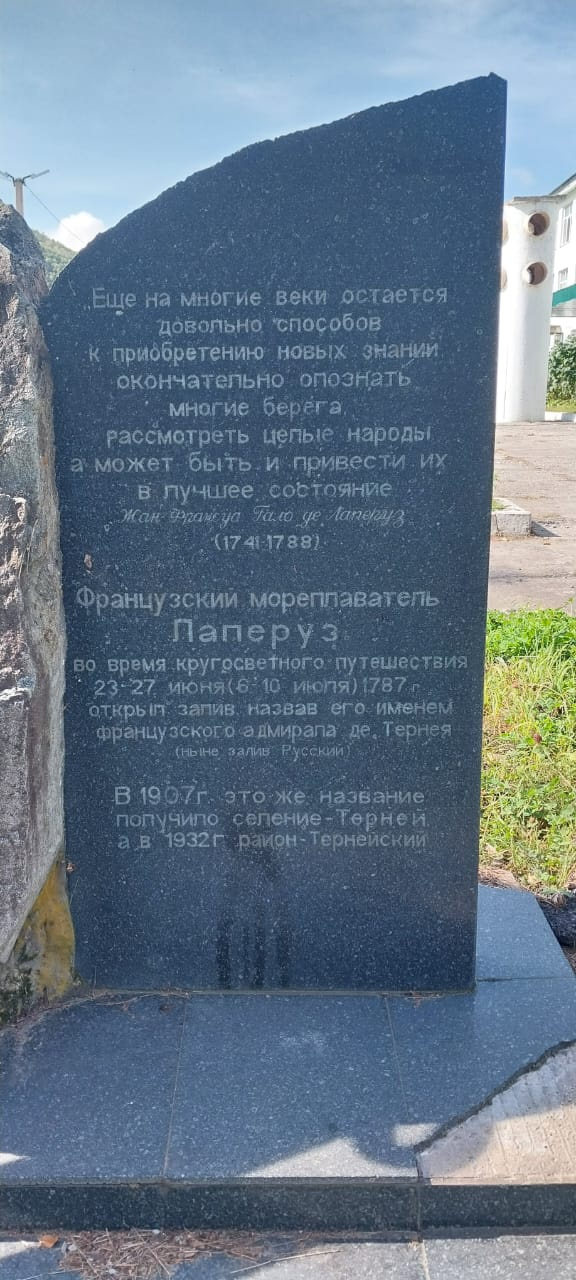 Еще на многие веки остается
довольно способов
к приобретению новых знаний
окончательно опознать
многие берега,
рассмотреть целые народы
а может быть и привести их
в лучшее состояние
Жан Франсуа Гало де Лаперуз
(1741-1788)
Французский мореплаватель
Лаперуз
во время кругосветного путешествия
23-27 июня(6-10 июля)1787 г
открыл залив назвав его именем
французского адмирала де Тернея
(ныне залив Русский)
В 1907г. это же название
получило селение-Терней
а в 1932г район-Тернейский